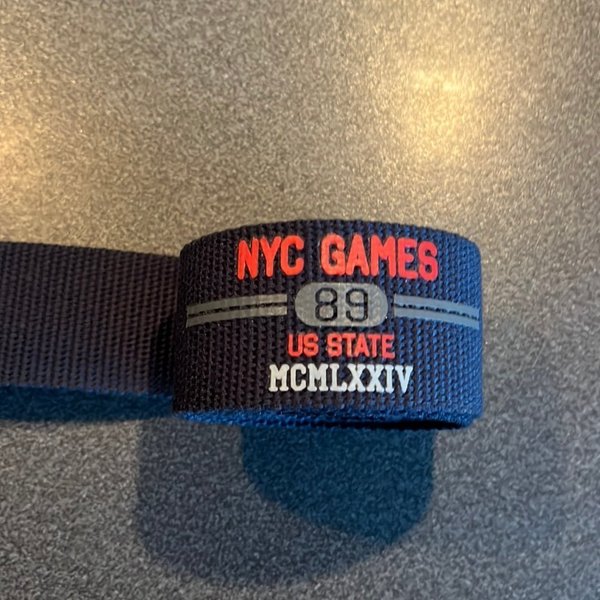 NYC GAMES
89
US STATE
MCMLXXIV